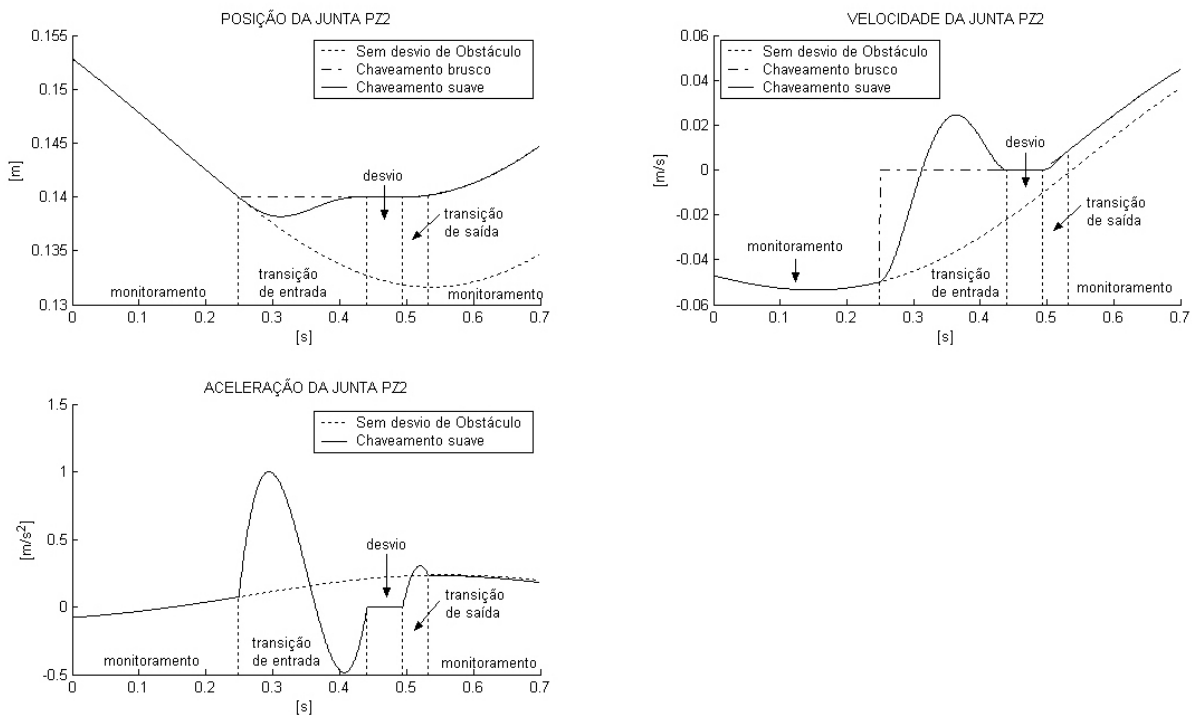 POSIÇÃO DA JUNTA PZ2
0.155
0.15
0.145
0.14
0.135
0.13
[m]
Sem desvio de Obstáculo
Chaveamento brusco
Chaveamento suave
desvio
transição
de saída
monitoramento
transição
de entrada
monitoramento
0
0.1
0.2
0.3
0.4
0.5
0.6
0.7
[s]
VELOCIDADE DA JUNTA PZ2
0.06
0.04
0.02
0
-0.02
-0.04
-0.06
[m/s]
Sem desvio de Obstáculo
Chaveamento brusco
Chaveamento suave
desvio
transição
de saída
monitoramento
transição
de entrada
monitoramento
0
0.1
0.2
0.3
0.4
0.5
0.6
0.7
[s]
ACELERAÇÃO DA JUNTA PZ2
1.5
1
0.5
0
-0.5
[m/s²]
Sem desvio de Obstáculo
Chaveamento suave
desvio
transição
de saída
monitoramento
transição
de entrada
monitoramento
0
0.1
0.2
0.3
0.4
0.5
0.6
0.7
[s]